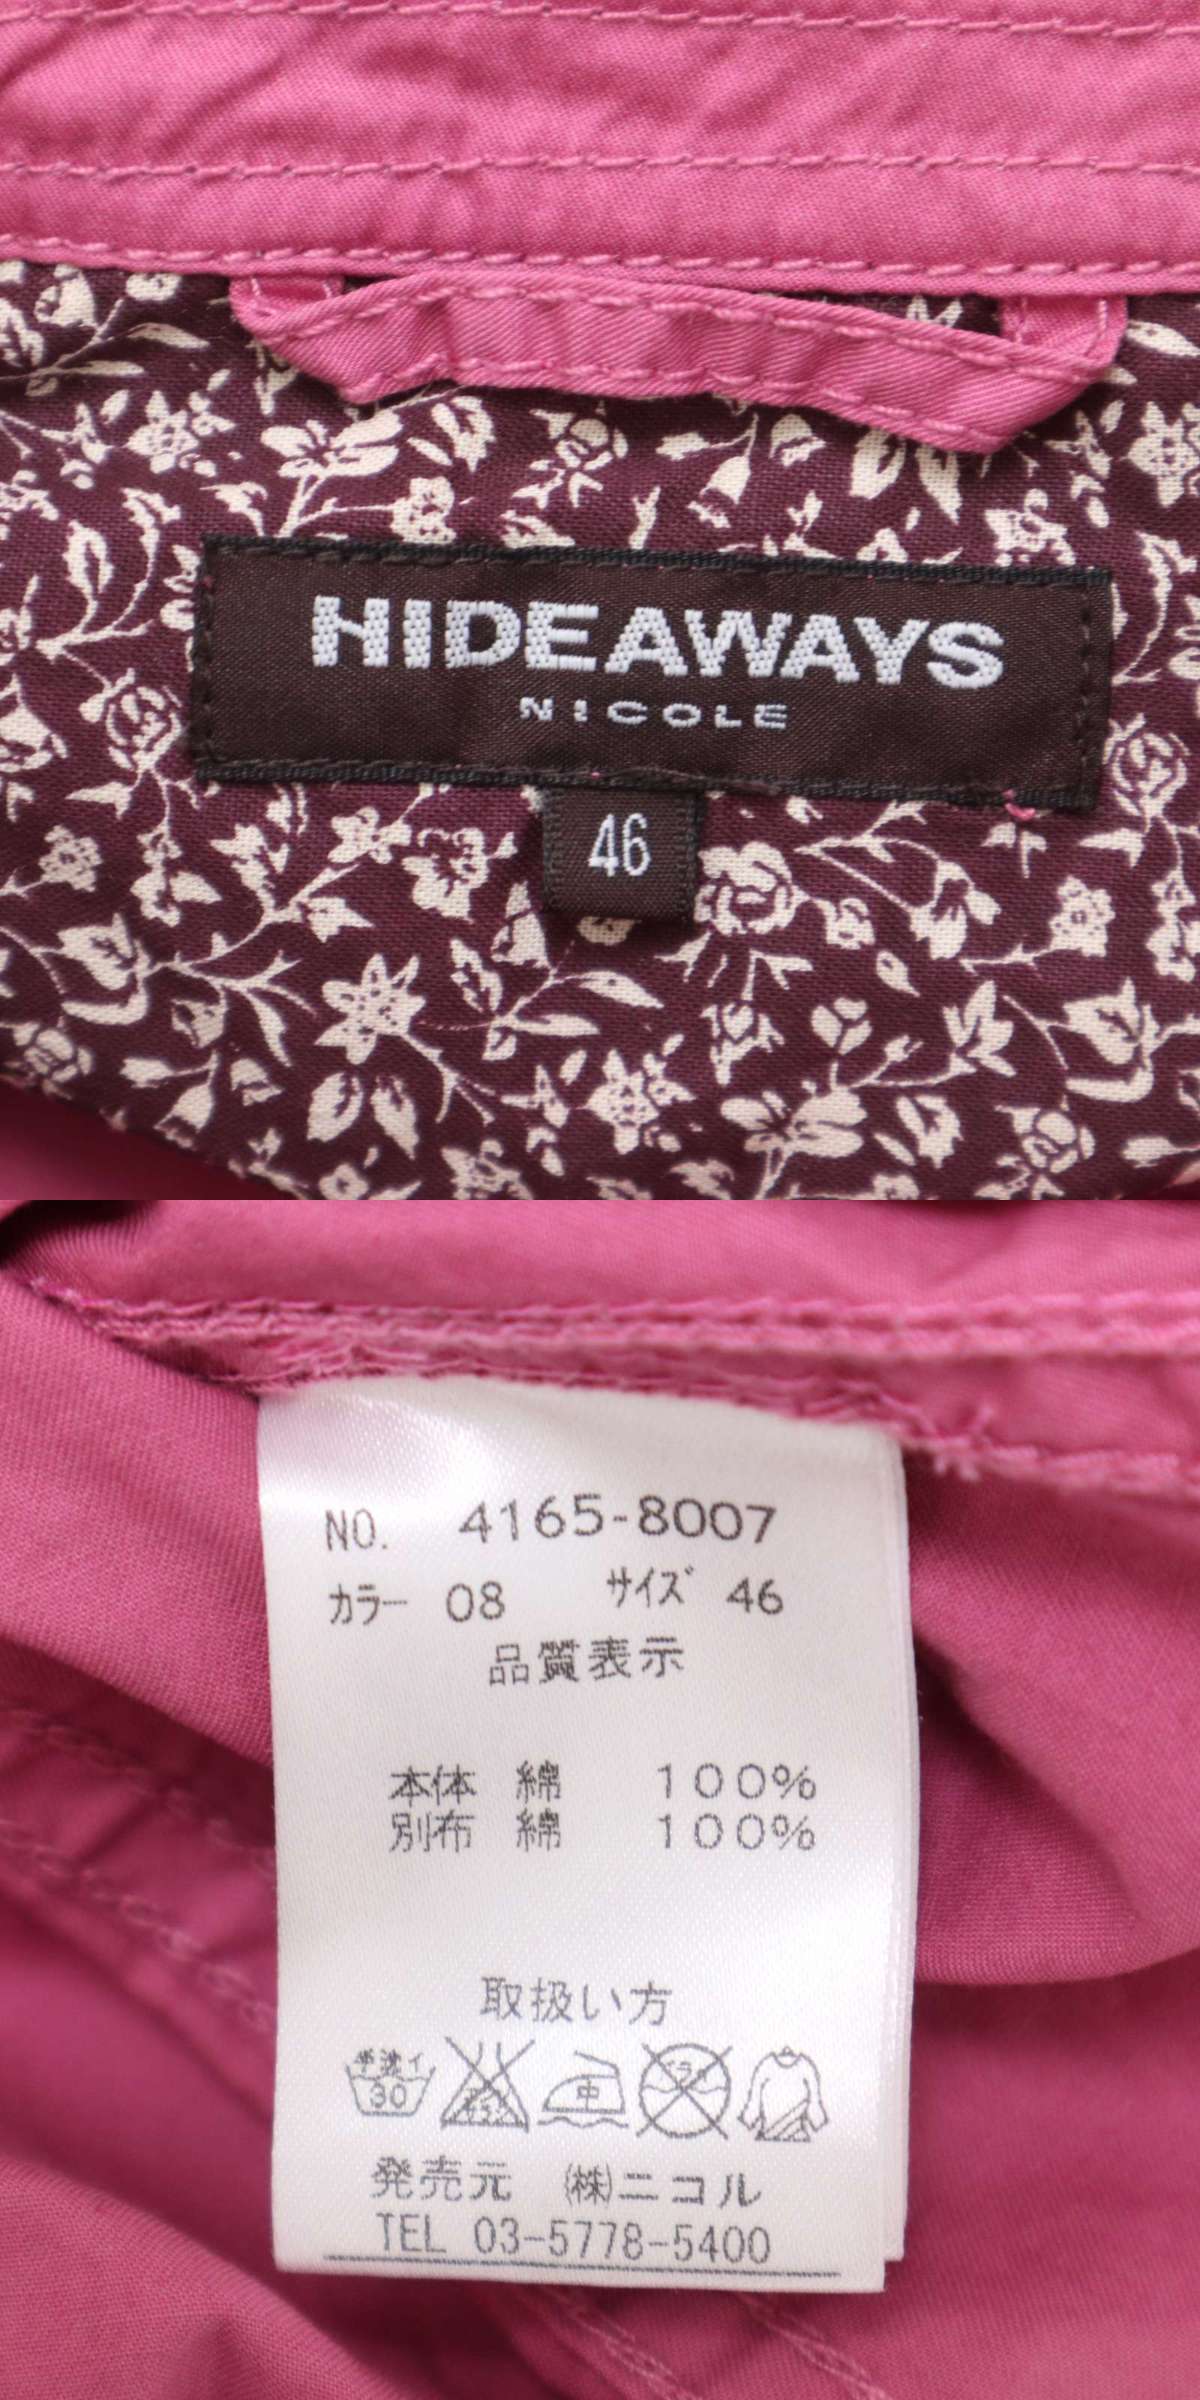 HIDEAWAYS
NICOLE
46
NO. 4165-8007
カラー 08 サイズ 46
品質表示
本体 綿 100%
別布 綿 100%
取扱い方
手洗イ
30
中
発売元 ㈱ニコル
TEL 03-5778-5400